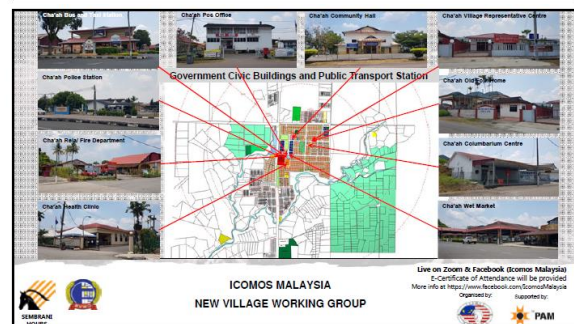 Cha'ah Bus and Taxi Station
Cha'ah Pos Office
Cha'ah Community Hall
Cha'ah Village Representative Centre
Government Civic Buildings and Public Transport Station
Cha'ah Police Station
Cha'ah Old Folk Home
Cha'ah Rela/ Fire Department
Cha'ah Columbarium Centre
Cha'ah Health Clinic
Cha'ah Wet Market
ICOMOS MALAYSIA
NEW VILLAGE WORKING GROUP
Live on Zoom & Facebook (Icomos Malaysia)
E-Certificate of Attendance will be provided
More info at https://www.facebook.com/IcomosMalaysia
Organised by:
Supported by:
PAM
SEMBRANI